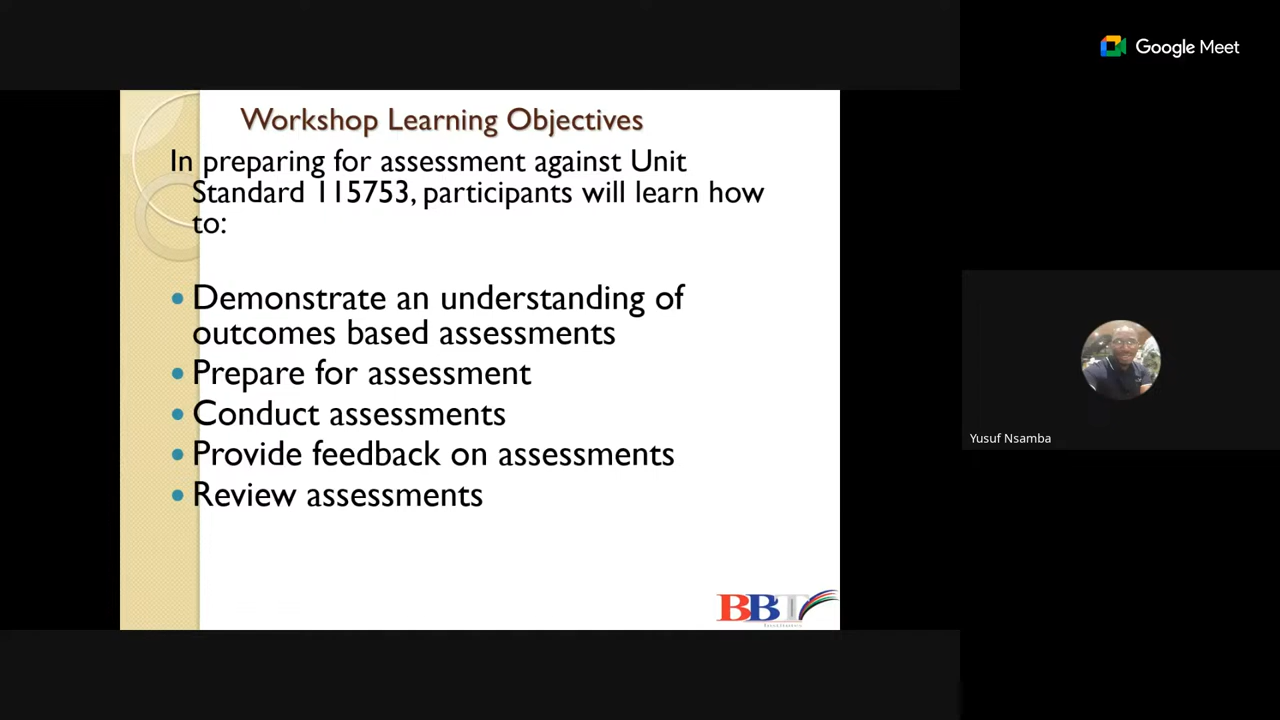 Google Meet
Workshop Learning Objectives
In preparing for assessment against Unit
Standard 115753, participants will learn how
to:
• Demonstrate an understanding of
outcomes based assessments
• Prepare for assessment
• Conduct assessments
• Provide feedback on assessments
• Review assessments
BBT
Yusuf Nsamba